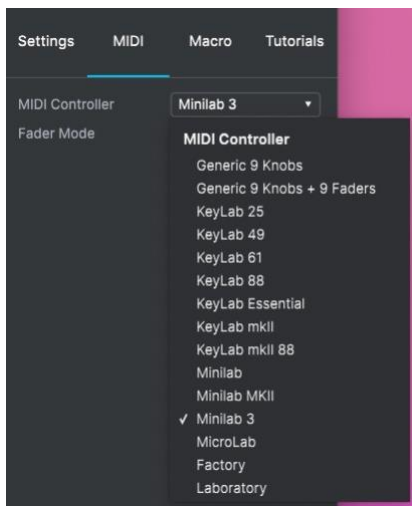 Settings MIDI Macro Tutorials
MIDI Controller Minilab 3
Fader Mode
MIDI Controller
Generic 9 Knobs
Generic 9 Knobs + 9 Faders
KeyLab 25
KeyLab 49
KeyLab 61
KeyLab 88
KeyLab Essential
KeyLab mkII
KeyLab mkII 88
Minilab
Minilab MKII
✓ Minilab 3
MicroLab
Factory
Laboratory